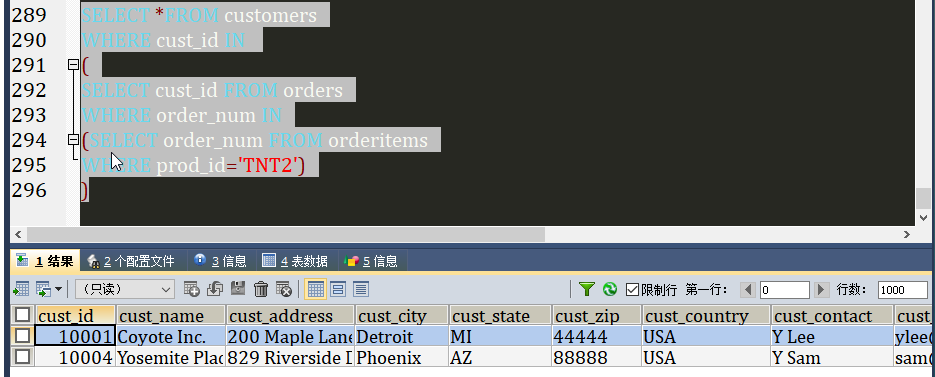 289 SELECT *FROM customers
290 WHERE cust_id IN
291 (
292 SELECT cust_id FROM orders
293 WHERE order_num IN
294 (SELECT order_num FROM orderitems
295 WHERE prod_id='TNT2')
296 )
1 结果 2 个配置文件 3 信息 4 表数据 5 信息
(只读) 限制行 第一行: 0 行数: 1000
cust_id cust_name cust_address cust_city cust_state cust_zip cust_country cust_contact cust_
10001 Coyote Inc. 200 Maple Lane Detroit MI 44444 USA Y Lee ylee@
10004 Yosemite Plac 829 Riverside D Phoenix AZ 88888 USA Y Sam sam@